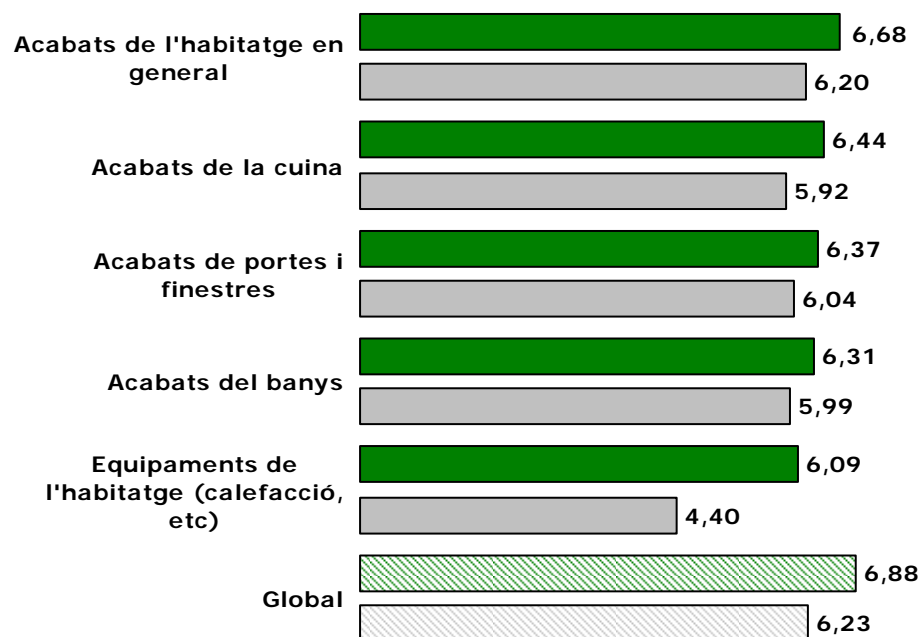 Acabats de l'habitatge en
general
6,68
6,20
Acabats de la cuina
6,44
5,92
Acabats de portes i
finestres
6,37
6,04
Acabats del banys
6,31
5,99
Equipaments de
l'habitatge (calefacció,
etc)
6,09
4,40
Global
6,88
6,23